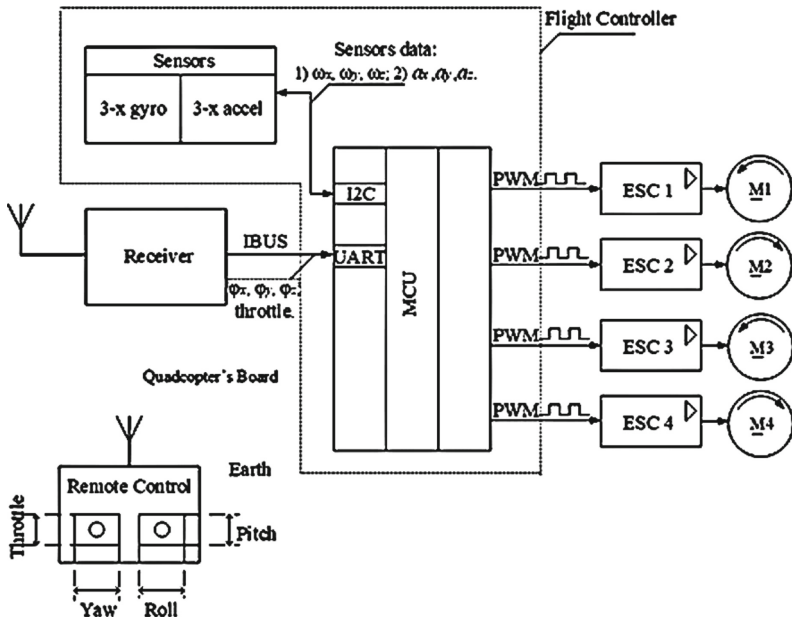 Flight Controller
Sensors
3-x gyro
3-x accel
Sensors data:
1) ωx, ωy, ωz; 2) ax, ay, az.
I2C
UART
MCU
Receiver
IBUS
φx, φy, φz,
throttle.
PWM
ESC 1
M1
PWM
ESC 2
M2
PWM
ESC 3
M3
PWM
ESC 4
M4
Quadcopter's Board
Earth
Remote Control
Throttle
Pitch
Yaw
Roll